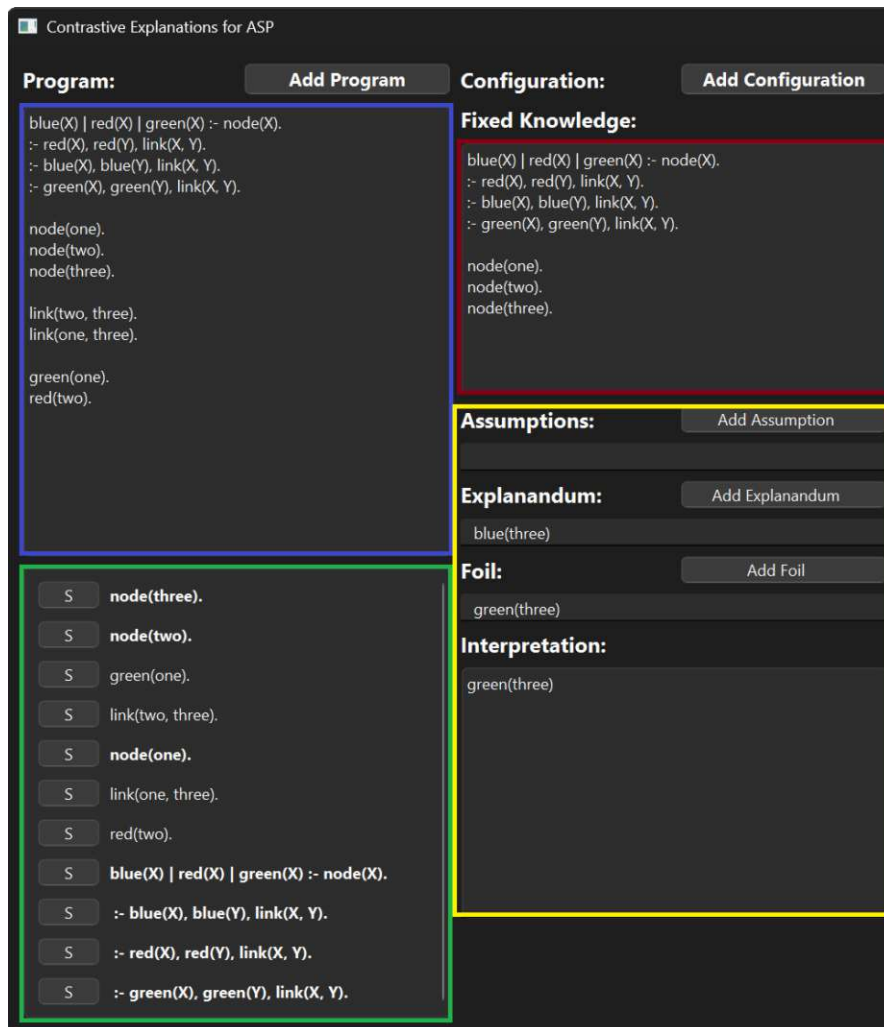 Contrastive Explanations for ASP
Program:
Add Program
blue(X) | red(X) | green(X) :- node(X).
:- red(X), red(Y), link(X, Y).
:- blue(X), blue(Y), link(X, Y).
:- green(X), green(Y), link(X, Y).
node(one).
node(two).
node(three).
link(two, three).
link(one, three).
green(one).
red(two).
S node(three).
S node(two).
S green(one).
S link(two, three).
S node(one).
S link(one, three).
S red(two).
S blue(X) | red(X) | green(X) :- node(X).
S :- blue(X), blue(Y), link(X, Y).
S :- red(X), red(Y), link(X, Y).
S :- green(X), green(Y), link(X, Y).
Configuration:
Add Configuration
Fixed Knowledge:
blue(X) | red(X) | green(X) :- node(X).
:- red(X), red(Y), link(X, Y).
:- blue(X), blue(Y), link(X, Y).
:- green(X), green(Y), link(X, Y).
node(one).
node(two).
node(three).
Assumptions:
Add Assumption
Explanandum:
Add Explanandum
blue(three)
Foil:
Add Foil
green(three)
Interpretation:
green(three)